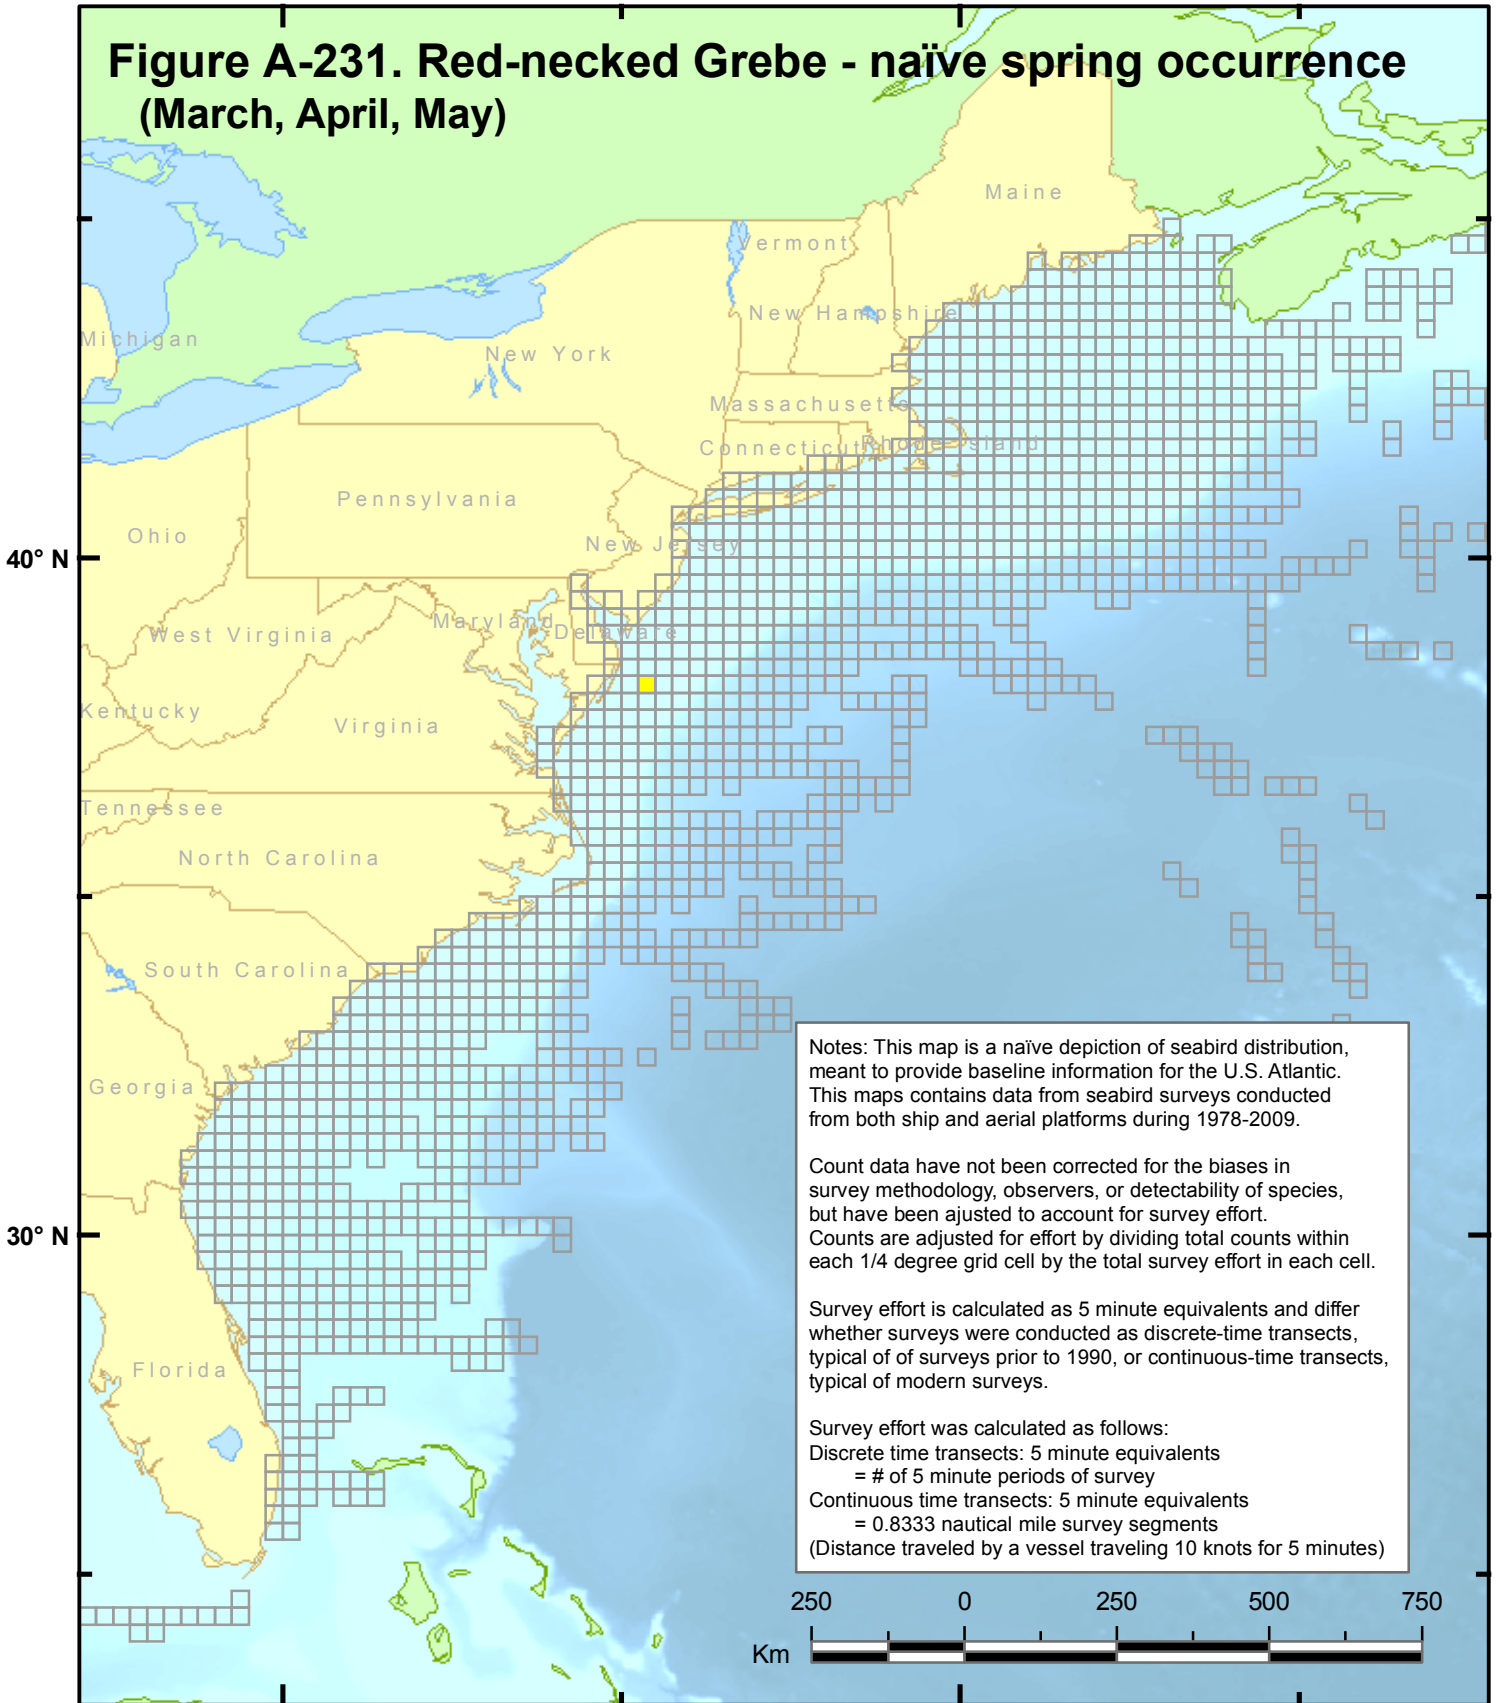 Figure A-231. Red-necked Grebe - naïve spring occurrence
(March, April, May)
Maine
Vermont
New Hampshire
Michigan
New York
Massachusetts
Connecticut
Rhode Island
Pennsylvania
Ohio
New Jersey
40° N
Maryland
Delaware
West Virginia
Kentucky
Virginia
Tennessee
North Carolina
South Carolina
Georgia
30° N
Florida
Notes: This map is a naïve depiction of seabird distribution,
meant to provide baseline information for the U.S. Atlantic.
This maps contains data from seabird surveys conducted
from both ship and aerial platforms during 1978-2009.
Count data have not been corrected for the biases in
survey methodology, observers, or detectability of species,
but have been ajusted to account for survey effort.
Counts are adjusted for effort by dividing total counts within
each 1/4 degree grid cell by the total survey effort in each cell.
Survey effort is calculated as 5 minute equivalents and differ
whether surveys were conducted as discrete-time transects,
typical of of surveys prior to 1990, or continuous-time transects,
typical of modern surveys.
Survey effort was calculated as follows:
Discrete time transects: 5 minute equivalents
= # of 5 minute periods of survey
Continuous time transects: 5 minute equivalents
= 0.8333 nautical mile survey segments
(Distance traveled by a vessel traveling 10 knots for 5 minutes)
250 0 250 500 750
Km